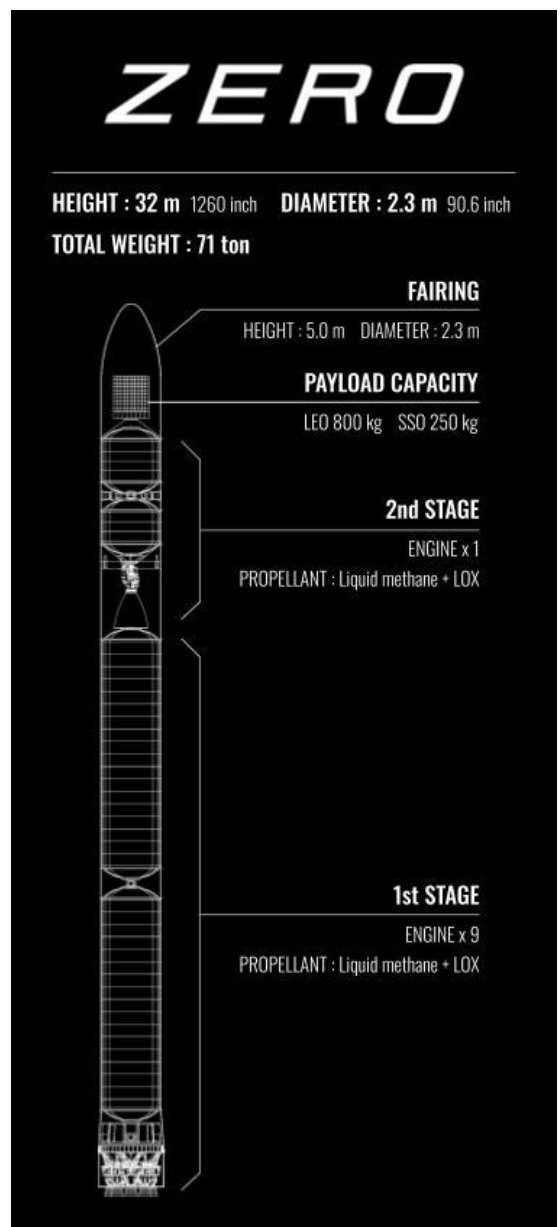 ZERO
HEIGHT : 32 m 1260 inch DIAMETER : 2.3 m 90.6 inch
TOTAL WEIGHT : 71 ton
FAIRING
HEIGHT : 5.0 m DIAMETER : 2.3 m
PAYLOAD CAPACITY
LEO 800 kg SSO 250 kg
2nd STAGE
ENGINE x 1
PROPELLANT : Liquid methane + LOX
1st STAGE
ENGINE x 9
PROPELLANT : Liquid methane + LOX